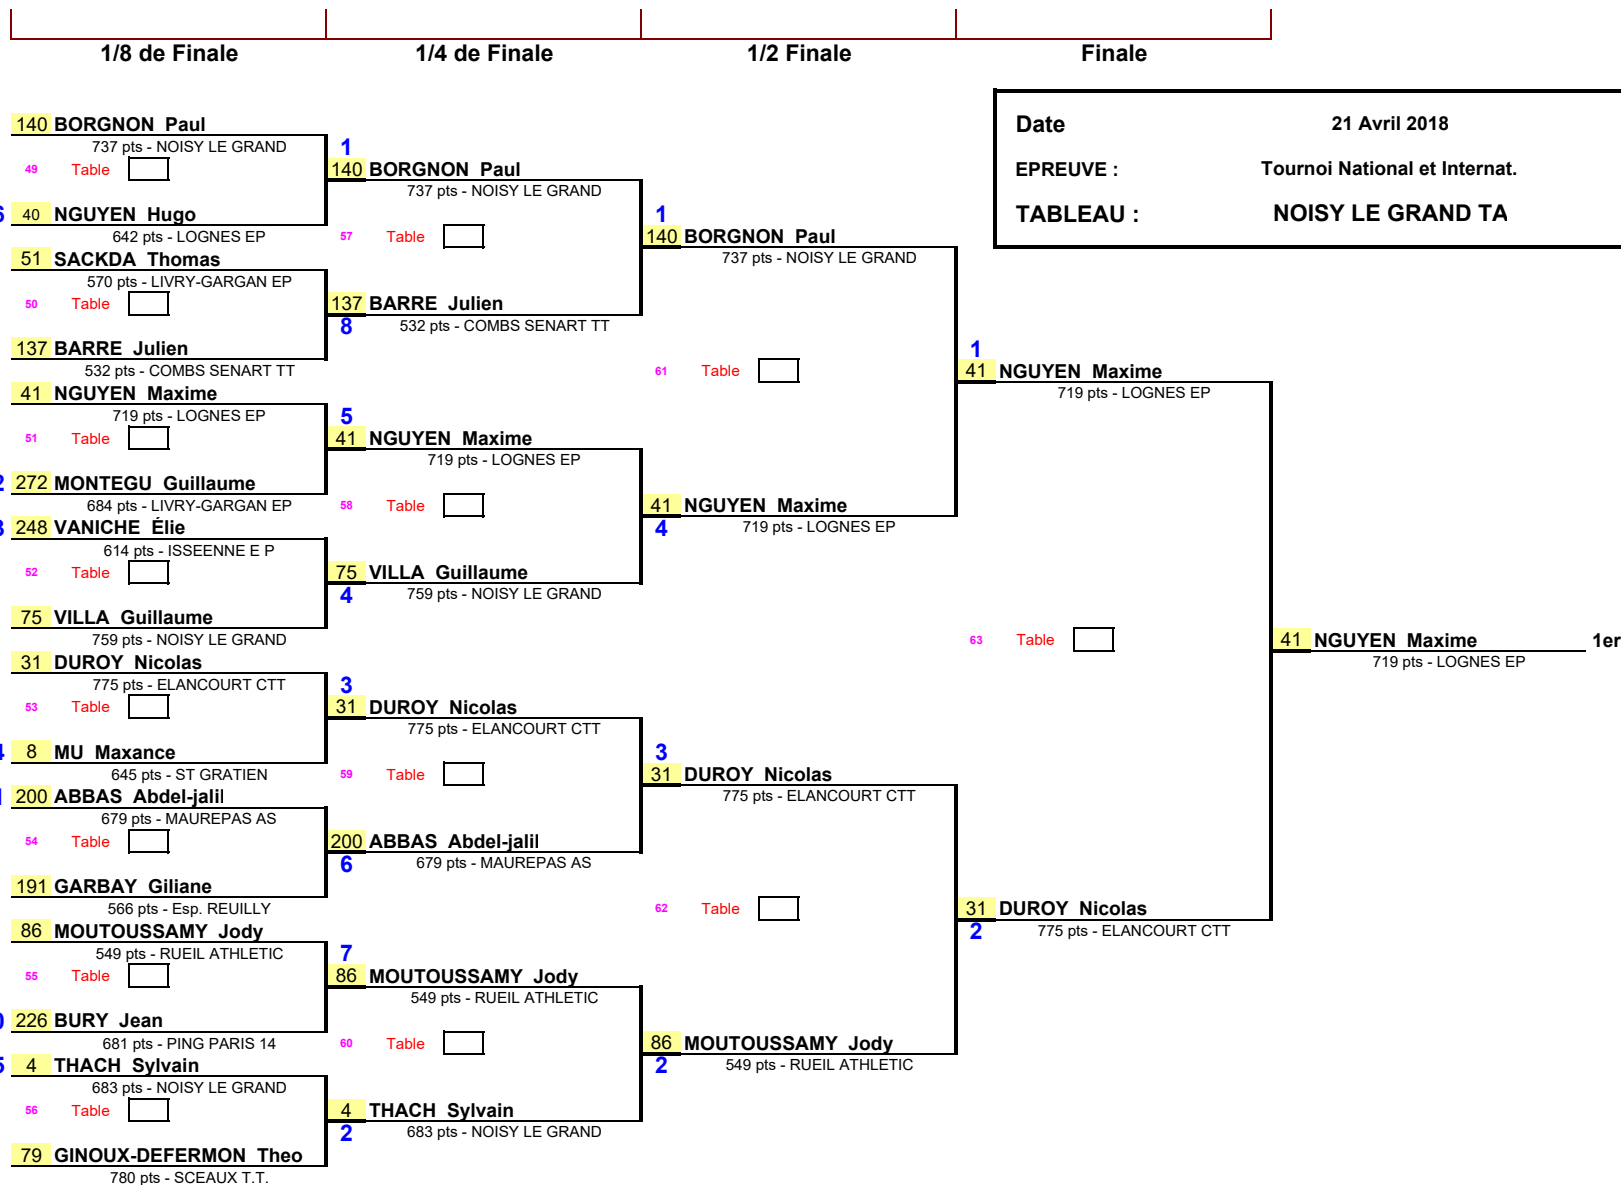 1/8 de Finale 1/4 de Finale 1/2 Finale Finale
Date 21 Avril 2018
EPREUVE : Tournoi National et Internat.
TABLEAU : NOISY LE GRAND TA
140 BORGNON Paul
737 pts - NOISY LE GRAND
49 Table
40 NGUYEN Hugo
642 pts - LOGNES EP
51 SACKDA Thomas
570 pts - LIVRY-GARGAN EP
50 Table
137 BARRE Julien
532 pts - COMBS SENART TT
41 NGUYEN Maxime
719 pts - LOGNES EP
51 Table
272 MONTEGU Guillaume
684 pts - LIVRY-GARGAN EP
248 VANICHE Élie
614 pts - ISSEENNE E P
52 Table
75 VILLA Guillaume
759 pts - NOISY LE GRAND
31 DUROY Nicolas
775 pts - ELANCOURT CTT
53 Table
8 MU Maxance
645 pts - ST GRATIEN
200 ABBAS Abdel-jalil
679 pts - MAUREPAS AS
54 Table
191 GARBAY Giliane
566 pts - Esp. REUILLY
86 MOUTOUSSAMY Jody
549 pts - RUEIL ATHLETIC
55 Table
226 BURY Jean
681 pts - PING PARIS 14
4 THACH Sylvain
683 pts - NOISY LE GRAND
56 Table
79 GINOUX-DEFERMON Theo
780 pts - SCEAUX T.T.
1
140 BORGNON Paul
737 pts - NOISY LE GRAND
57 Table
137 BARRE Julien
8 532 pts - COMBS SENART TT
5
41 NGUYEN Maxime
719 pts - LOGNES EP
58 Table
75 VILLA Guillaume
4 759 pts - NOISY LE GRAND
3
31 DUROY Nicolas
775 pts - ELANCOURT CTT
59 Table
200 ABBAS Abdel-jalil
6 679 pts - MAUREPAS AS
7
86 MOUTOUSSAMY Jody
549 pts - RUEIL ATHLETIC
60 Table
4 THACH Sylvain
2 683 pts - NOISY LE GRAND
1
140 BORGNON Paul
737 pts - NOISY LE GRAND
61 Table
41 NGUYEN Maxime
4 719 pts - LOGNES EP
3
31 DUROY Nicolas
775 pts - ELANCOURT CTT
62 Table
86 MOUTOUSSAMY Jody
2 549 pts - RUEIL ATHLETIC
1
41 NGUYEN Maxime
719 pts - LOGNES EP
63 Table
31 DUROY Nicolas
2 775 pts - ELANCOURT CTT
41 NGUYEN Maxime 1er
719 pts - LOGNES EP